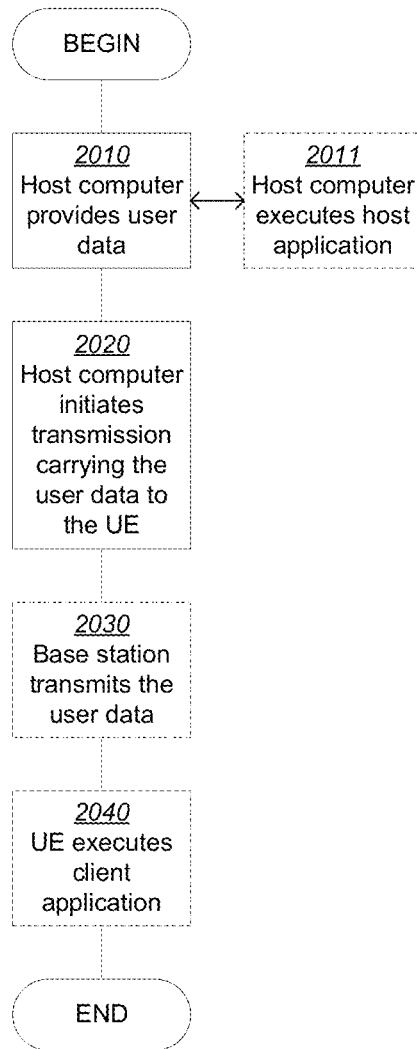 BEGIN
2010
Host computer
provides user
data
2011
Host computer
executes host
application
2020
Host computer
initiates
transmission
carrying the
user data to
the UE
2030
Base station
transmits the
user data
2040
UE executes
client
application
END